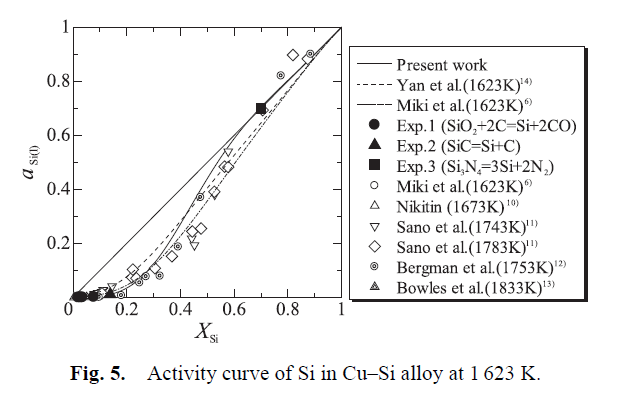 1
0.8
0.6
0.4
0.2
a Si(l)
0
0.2
0.4
0.6
0.8
1
X Si
Present work
Yan et al.(1623K)14)
Miki et al.(1623K)6)
Exp.1 (SiO2+2C=Si+2CO)
Exp.2 (SiC=Si+C)
Exp.3 (Si3N4=3Si+2N2)
Miki et al.(1623K)6)
Nikitin (1673K)10)
Sano et al.(1743K)11)
Sano et al.(1783K)11)
Bergman et al.(1753K)12)
Bowles et al.(1833K)13)
Fig. 5. Activity curve of Si in Cu–Si alloy at 1 623 K.